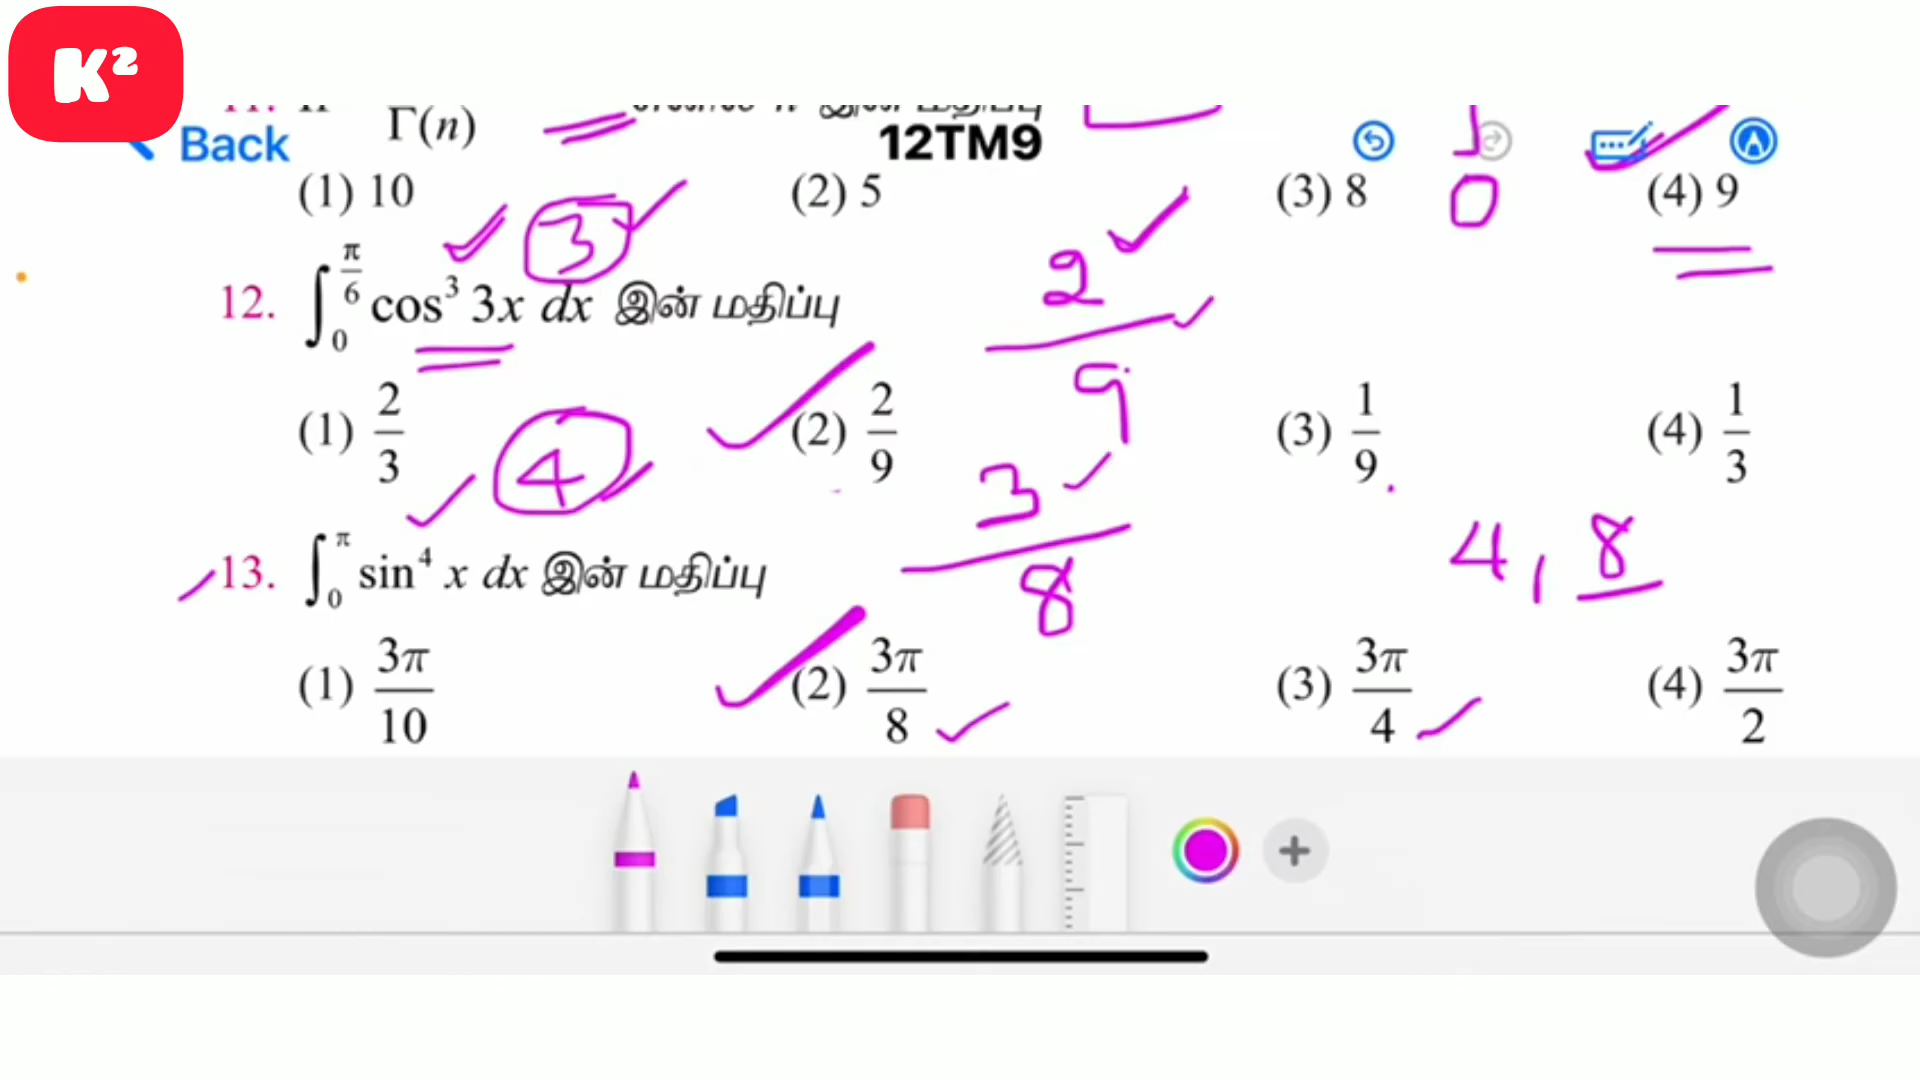 K²
Γ(n)
Back
12TM9
(1) 10 (2) 5 (3) 8 0 (4) 9
3
12. ∫₀^{π/6} cos³ 3x dx இன் மதிப்பு
2/9
(1) 2/3 (2) 2/9 (3) 1/9 (4) 1/3
4
3/8
4, 8
13. ∫₀^π sin⁴ x dx இன் மதிப்பு
(1) 3π/10 (2) 3π/8 (3) 3π/4 (4) 3π/2